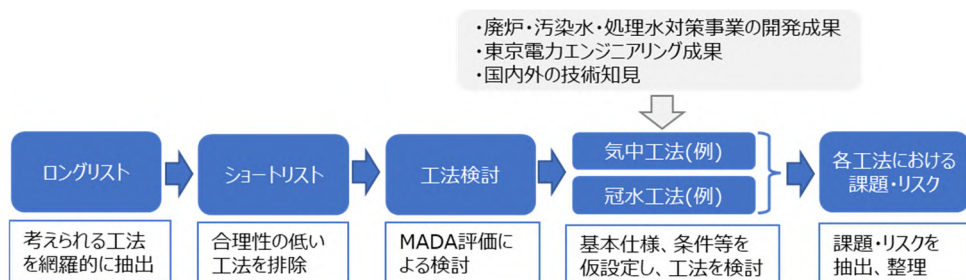 ・廃炉・汚染水・処理水対策事業の開発成果
・東京電力エンジニアリング成果
・国内外の技術知見
ロングリスト
ショートリスト
工法検討
気中工法(例)
冠水工法(例)
各工法における
課題・リスク
考えられる工法
を網羅的に抽出
合理性の低い
工法を排除
MADA評価に
よる検討
基本仕様、条件等を
仮設定し、工法を検討
課題・リスクを
抽出、整理